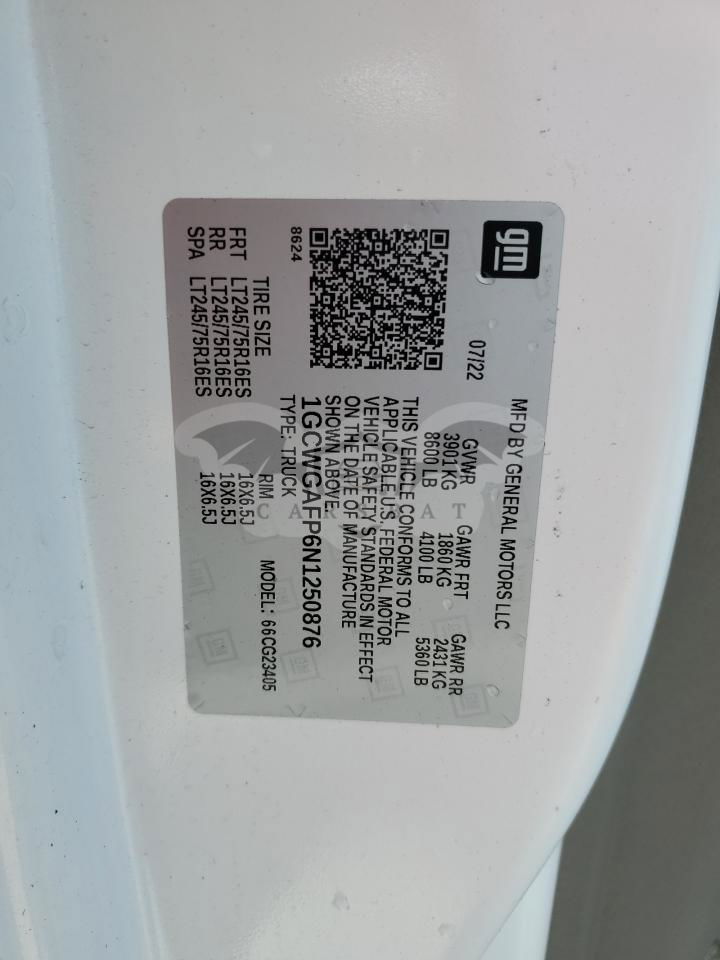 gm
MFD BY GENERAL MOTORS LLC
07/22
GVWR GAWR FRT GAWR RR
3901 KG 1860 KG 2431 KG
8600 LB 4100 LB 5360 LB
THIS VEHICLE CONFORMS TO ALL
APPLICABLE U.S. FEDERAL MOTOR
VEHICLE SAFETY STANDARDS IN EFFECT
ON THE DATE OF MANUFACTURE
SHOWN ABOVE.
1GCWGAFP6N1250876
TYPE: TRUCK
8624
MODEL: 66CG23405
TIRE SIZE RIM
FRT LT245/75R16ES 16X6.5J
RR LT245/75R16ES 16X6.5J
SPA LT245/75R16ES 16X6.5J